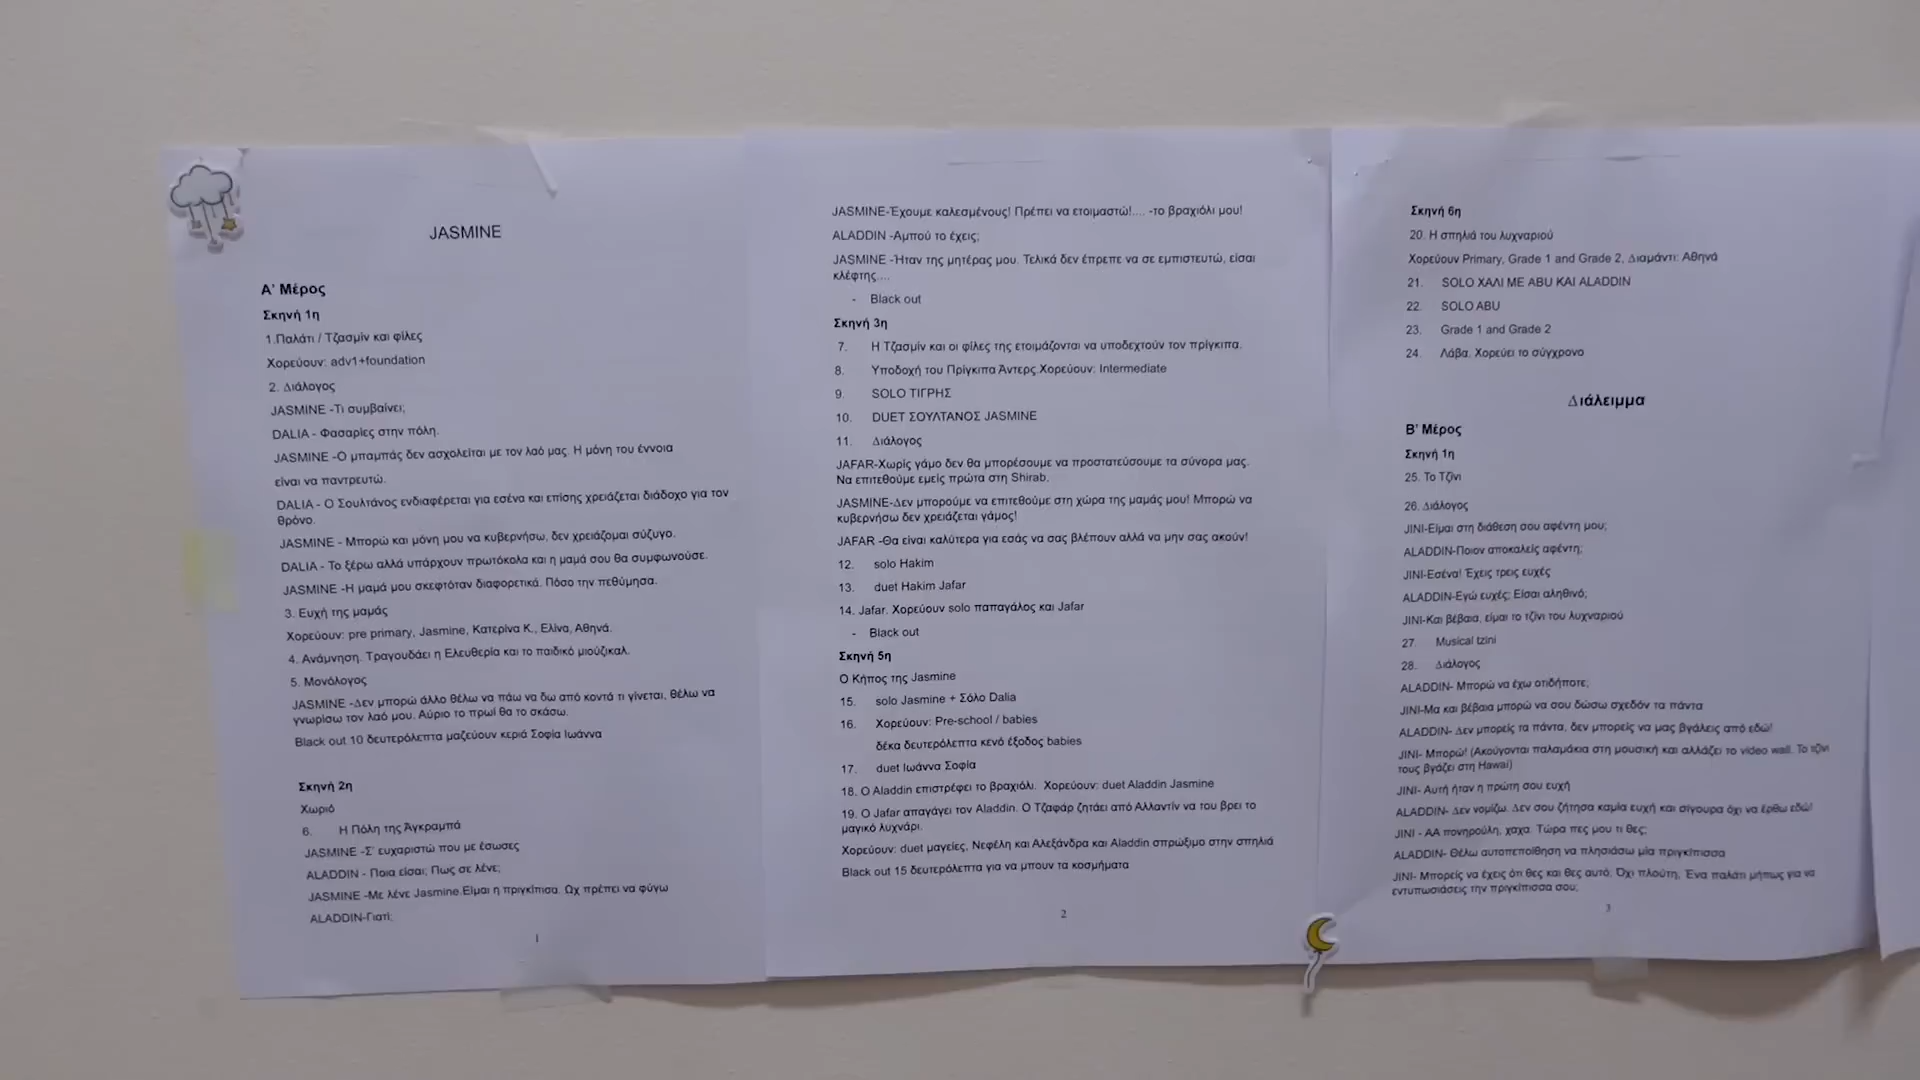 JASMINE
Α' Μέρος
Σκηνή 1η
1.Παλάτι / Τζασμίν και φίλες
Χορεύουν: adv1+foundation
2. Διάλογος
JASMINE -Τι συμβαίνει;
DALIA - Φασαρίες στην πόλη.
JASMINE -Ο μπαμπάς δεν ασχολείται με τον λαό μας. Η μόνη του έννοια
είναι να παντρευτώ.
DALIA - Ο Σουλτάνος ενδιαφέρεται για εσένα και επίσης χρειάζεται διάδοχο για τον
θρόνο.
JASMINE - Μπορώ και μόνη μου να κυβερνήσω, δεν χρειάζομαι σύζυγο.
DALIA - Το ξέρω αλλά υπάρχουν πρωτόκολα και η μαμά σου θα συμφωνούσε.
JASMINE -Η μαμά μου σκεφτόταν διαφορετικά. Πόσο την πεθύμησα.
3. Ευχή της μαμάς
Χορεύουν: pre primary, Jasmine, Κατερίνα Κ., Ελίνα, Αθηνά.
4. Ανάμνηση. Τραγουδάει η Ελευθερία και το παιδικό μιούζικαλ.
5. Μονόλογος
JASMINE -Δεν μπορώ άλλο θέλω να πάω να δω από κοντά τι γίνεται, θέλω να
γνωρίσω τον λαό μου. Αύριο το πρωί θα το σκάσω.
Black out 10 δευτερόλεπτα μαζεύουν κεριά Σοφία Ιωάννα
Σκηνή 2η
Χωριό
6. Η Πόλη της Άγκραμπά
JASMINE -Σ' ευχαριστώ που με έσωσες
ALADDIN - Ποια είσαι; Πως σε λένε;
JASMINE -Με λένε Jasmine.Είμαι η πριγκίπισα. Ωχ πρέπει να φύγω
ALADDIN-Γιατί;
1
JASMINE-Έχουμε καλεσμένους! Πρέπει να ετοιμαστώ!.... -το βραχιόλι μου!
ALADDIN -Αμπού το έχεις;
JASMINE -Ήταν της μητέρας μου. Τελικά δεν έπρεπε να σε εμπιστευτώ, είσαι
κλέφτης....
- Black out
Σκηνή 3η
7. Η Τζασμίν και οι φίλες της ετοιμάζονται να υποδεχτούν τον πρίγκιπα.
8. Υποδοχή του Πρίγκιπα Άντερς.Χορεύουν: Intermediate
9. SOLO ΤΙΓΡΗΣ
10. DUET ΣΟΥΛΤΑΝΟΣ JASMINE
11. Διάλογος
JAFAR-Χωρίς γάμο δεν θα μπορέσουμε να προστατεύσουμε τα σύνορα μας.
Να επιτεθούμε εμείς πρώτα στη Shirab.
JASMINE-Δεν μπορούμε να επιτεθούμε στη χώρα της μαμάς μου! Μπορώ να
κυβερνήσω δεν χρειάζεται γάμος!
JAFAR -Θα είναι καλύτερα για εσάς να σας βλέπουν αλλά να μην σας ακούν!
12. solo Hakim
13. duet Hakim Jafar
14. Jafar. Χορεύουν solo παπαγάλος και Jafar
- Black out
Σκηνή 5η
Ο Κήπος της Jasmine
15. solo Jasmine + Σόλο Dalia
16. Χορεύουν: Pre-school / babies
δέκα δευτερόλεπτα κενό έξοδος babies
17. duet Ιωάννα Σοφία
18. Ο Aladdin επιστρέφει το βραχιόλι. Χορεύουν: duet Aladdin Jasmine
19. Ο Jafar απαγάγει τον Aladdin. Ο Τζαφάρ ζητάει από Αλλαντίν να του βρει το
μαγικό λυχνάρι.
Χορεύουν: duet μαγείες, Νεφέλη και Αλεξάνδρα και Aladdin σπρώξιμο στην σπηλιά
Black out 15 δευτερόλεπτα για να μπουν τα κοσμήματα
2
Σκηνή 6η
20. Η σπηλιά του λυχναριού
Χορεύουν Primary, Grade 1 and Grade 2, Διαμάντι: Αθηνά
21. SOLO ΧΑΛΙ ΜΕ ABU ΚΑΙ ALADDIN
22. SOLO ABU
23. Grade 1 and Grade 2
24. Λάβα. Χορεύει το σύγχρονο
Διάλειμμα
Β' Μέρος
Σκηνή 1η
25. Το Τζίνι
26. Διάλογος
JINI-Είμαι στη διάθεση σου αφέντη μου;
ALADDIN-Ποιον αποκαλείς αφέντη;
JINI-Εσένα! Έχεις τρεις ευχές
ALADDIN-Εγώ ευχές; Είσαι αληθινό;
JINI-Και βέβαια, είμαι το τζίνι του λυχναριού
27. Musical tzini
28. Διάλογος
ALADDIN- Μπορώ να έχω οτιδήποτε;
JINI-Μα και βέβαια μπορώ να σου δώσω σχεδόν τα πάντα
ALADDIN- Δεν μπορείς τα πάντα, δεν μπορείς να μας βγάλεις από εδώ!
JINI- Μπορώ! (Ακούγονται παλαμάκια στη μουσική και αλλάζει το video wall. Το τζίνι
τους βγάζει στη Hawai)
JINI- Αυτή ήταν η πρώτη σου ευχή
ALADDIN- Δεν νομίζω. Δεν σου ζήτησα καμία ευχή και σίγουρα όχι να έρθω εδώ!
JINI - ΑΑ πονηρούλη, χαχα. Τώρα πες μου τι θες;
ALADDIN- Θέλω αυτοπεποίθηση να πλησιάσω μία πριγκίπισσα
JINI- Μπορείς να έχεις ότι θες και θες αυτό; Όχι πλούτη; Ένα παλάτι μήπως για να
εντυπωσιάσεις την πριγκίπισσα σου;
3